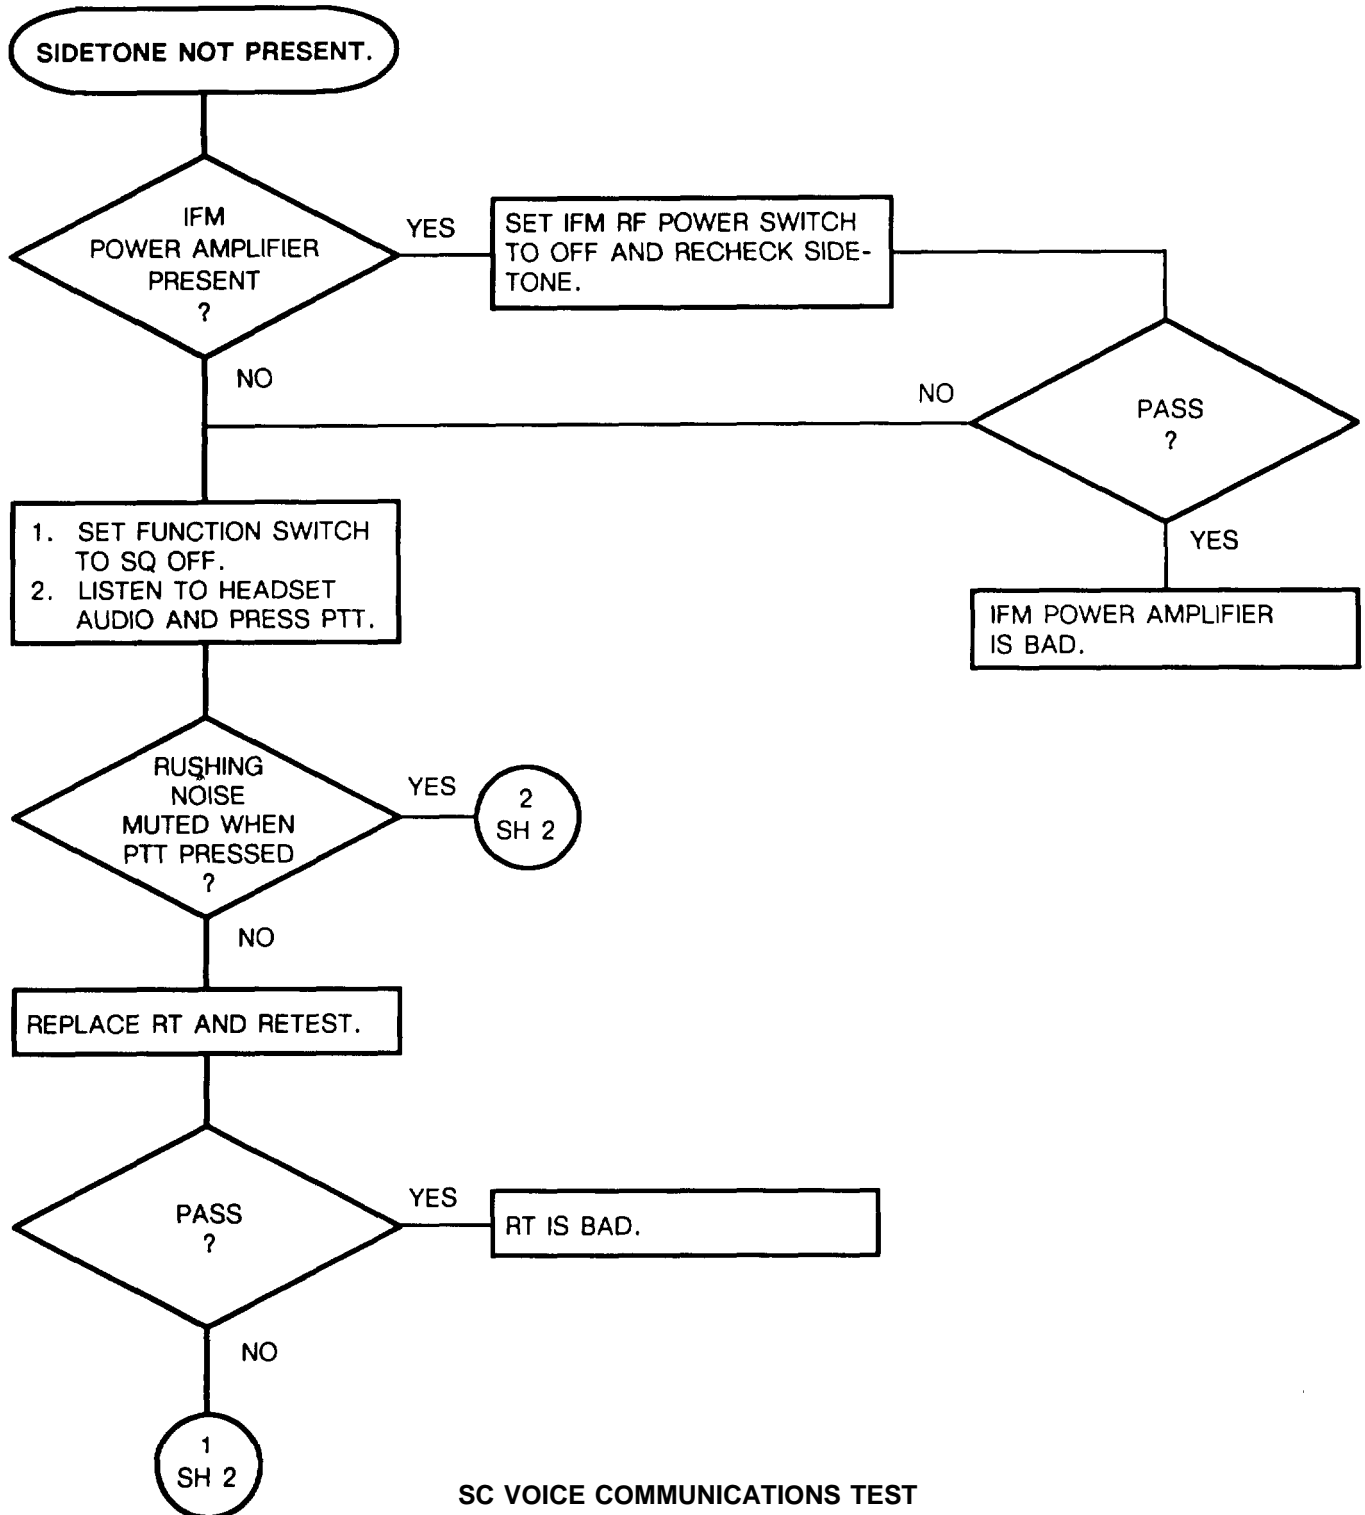 SIDETONE NOT PRESENT.
IFM
POWER AMPLIFIER
PRESENT
?
YES
SET IFM RF POWER SWITCH
TO OFF AND RECHECK SIDE-
TONE.
NO
NO
PASS
?
YES
IFM POWER AMPLIFIER
IS BAD.
1. SET FUNCTION SWITCH
TO SQ OFF.
2. LISTEN TO HEADSET
AUDIO AND PRESS PTT.
RUSHING
NOISE
MUTED WHEN
PTT PRESSED
?
YES
2
SH 2
NO
REPLACE RT AND RETEST.
PASS
?
YES
RT IS BAD.
NO
1
SH 2
SC VOICE COMMUNICATIONS TEST